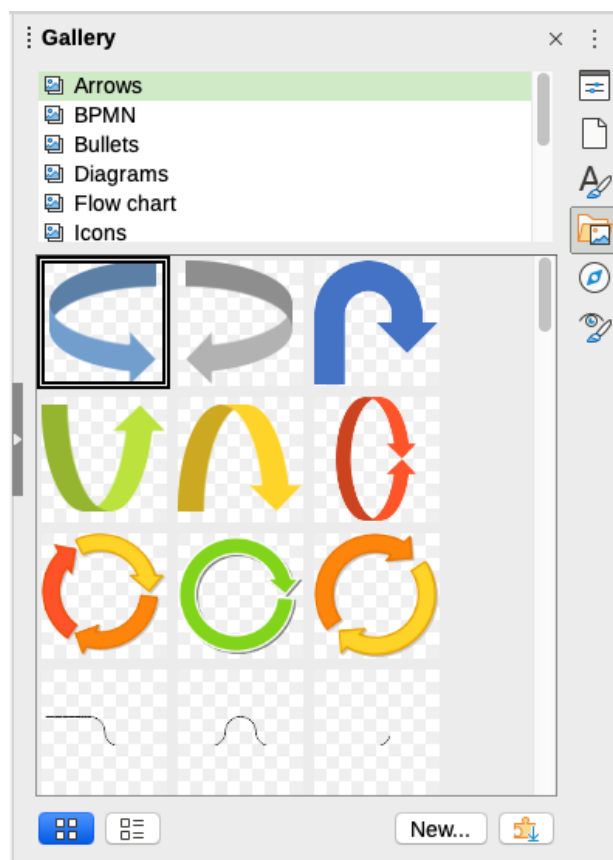 Gallery
Arrows
BPMN
Bullets
Diagrams
Flow chart
Icons
New...